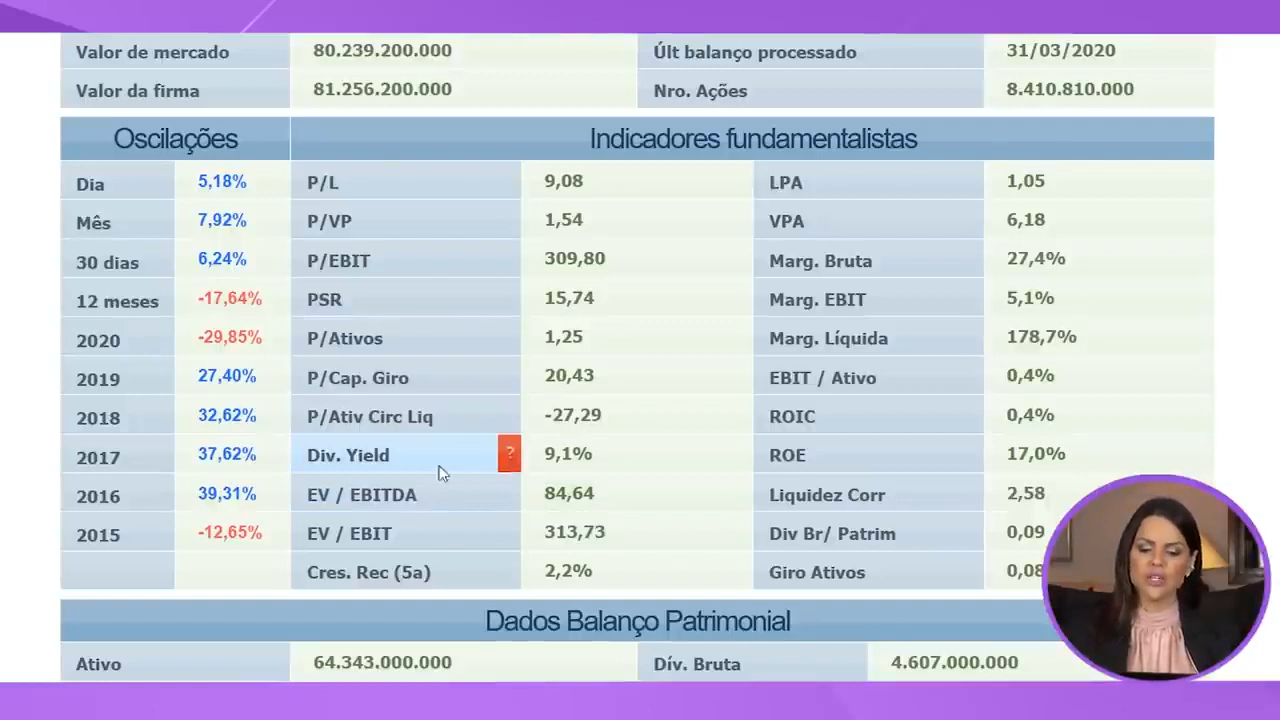 Valor de mercado 80.239.200.000 Últ balanço processado 31/03/2020
Valor da firma 81.256.200.000 Nro. Ações 8.410.810.000
Oscilações Indicadores fundamentalistas
Dia 5,18% P/L 9,08 LPA 1,05
Mês 7,92% P/VP 1,54 VPA 6,18
30 dias 6,24% P/EBIT 309,80 Marg. Bruta 27,4%
12 meses -17,64% PSR 15,74 Marg. EBIT 5,1%
2020 -29,85% P/Ativos 1,25 Marg. Líquida 178,7%
2019 27,40% P/Cap. Giro 20,43 EBIT / Ativo 0,4%
2018 32,62% P/Ativ Circ Liq -27,29 ROIC 0,4%
2017 37,62% Div. Yield ? 9,1% ROE 17,0%
2016 39,31% EV / EBITDA 84,64 Liquidez Corr 2,58
2015 -12,65% EV / EBIT 313,73 Div Br/ Patrim 0,09
Cres. Rec (5a) 2,2% Giro Ativos 0,08
Dados Balanço Patrimonial
Ativo 64.343.000.000 Dív. Bruta 4.607.000.000